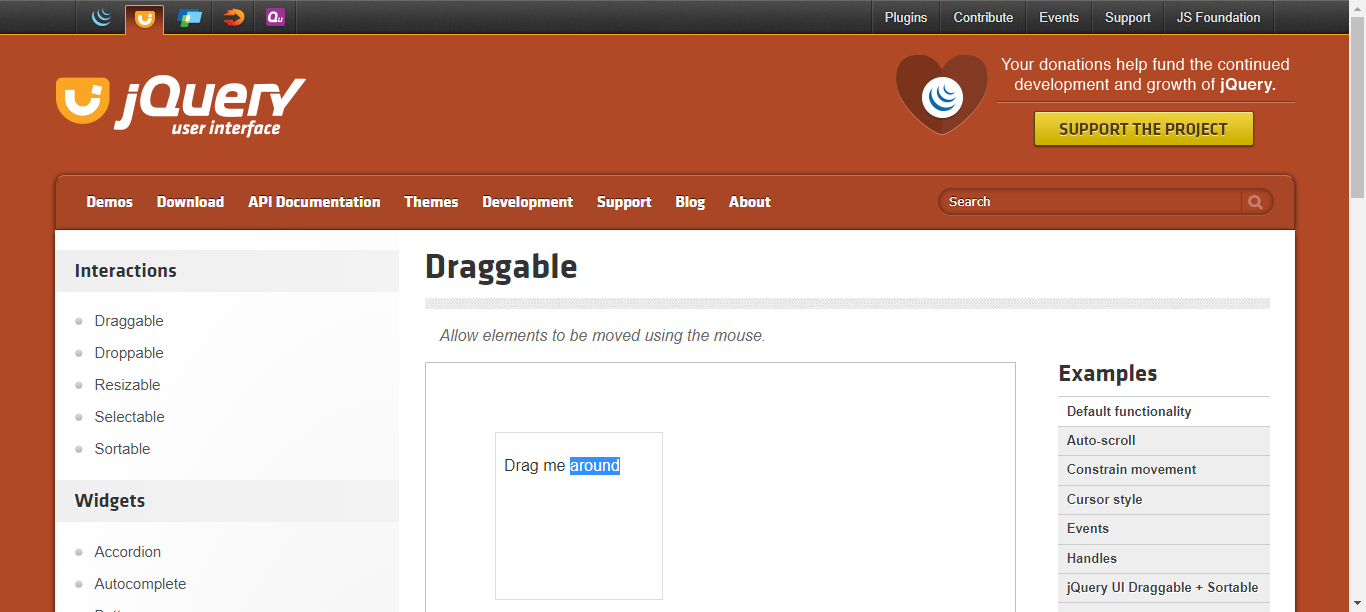 Qu
Plugins
Contribute
Events
Support
JS Foundation
jQuery
user interface
Your donations help fund the continued
development and growth of jQuery.
SUPPORT THE PROJECT
Demos
Download
API Documentation
Themes
Development
Support
Blog
About
Search
Interactions
Draggable
Droppable
Resizable
Selectable
Sortable
Widgets
Accordion
Autocomplete
Draggable
Allow elements to be moved using the mouse.
Drag me around
Examples
Default functionality
Auto-scroll
Constrain movement
Cursor style
Events
Handles
jQuery UI Draggable + Sortable